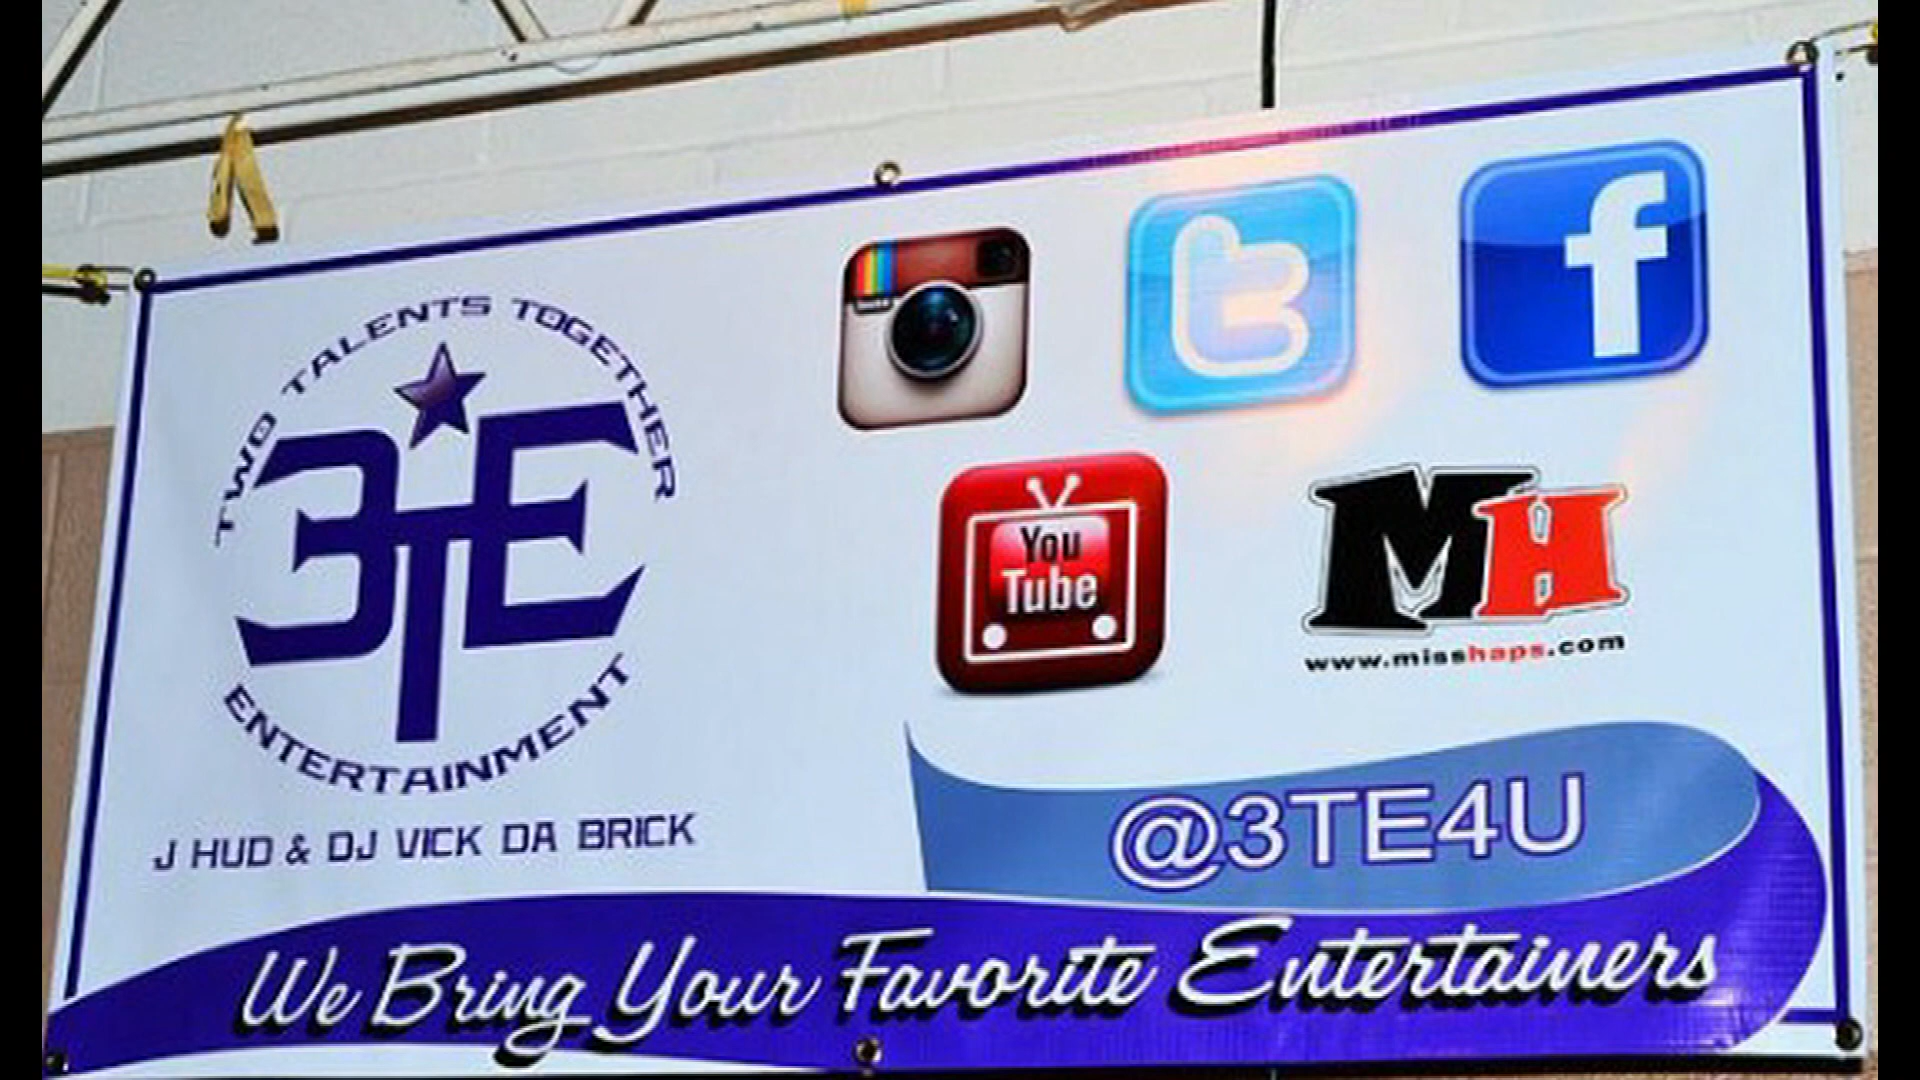 TWO TALENTS TOGETHER
3TE
ENTERTAINMENT
J HUD & DJ VICK DA BRICK
t
f
You
Tube
MH
www.misshaps.com
@3TE4U
We Bring Your Favorite Entertainers